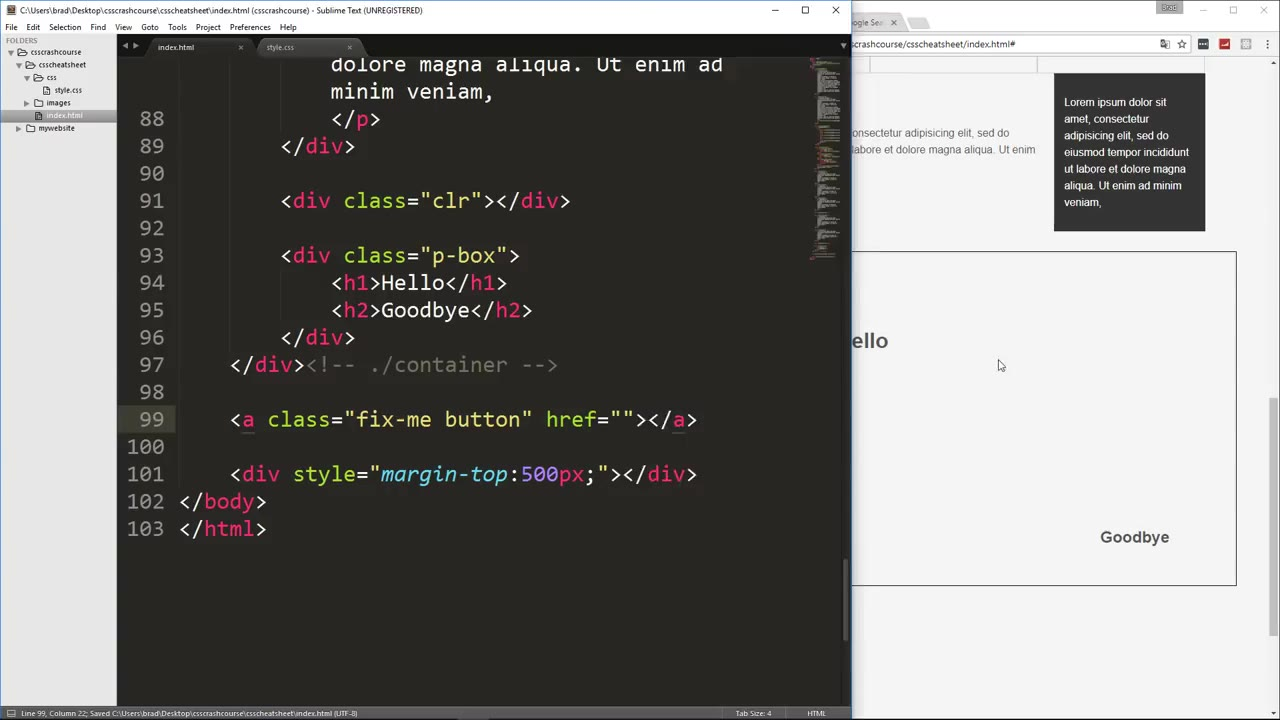 C:\Users\brad\Desktop\csscrashcourse\csscheatsheet\index.html (csscrashcourse) - Sublime Text (UNREGISTERED)
File Edit Selection Find View Goto Tools Project Preferences Help
FOLDERS
csscrashcourse
csscheatsheet
css
style.css
images
index.html
mywebsite
index.html × style.css ×
dolore magna aliqua. Ut enim ad
minim veniam,
88 </p>
89 </div>
90
91 <div class="clr"></div>
92
93 <div class="p-box">
94 <h1>Hello</h1>
95 <h2>Goodbye</h2>
96 </div>
97 </div><!-- ./container -->
98
99 <a class="fix-me button" href=""></a>
100
101 <div style="margin-top:500px;"></div>
102 </body>
103 </html>
Line 99, Column 22; Saved C:\Users\brad\Desktop\csscrashcourse\csscheatsheet\index.html (UTF-8)
Tab Size: 4 HTML
Brad
ogle Sea ×
crashcourse/csscheatsheet/index.html#
onsectetur adipisicing elit, sed do
labore et dolore magna aliqua. Ut enim
Lorem ipsum dolor sit
amet, consectetur
adipisicing elit, sed do
eiusmod tempor incididunt
ut labore et dolore magna
aliqua. Ut enim ad minim
veniam,
ello
Goodbye